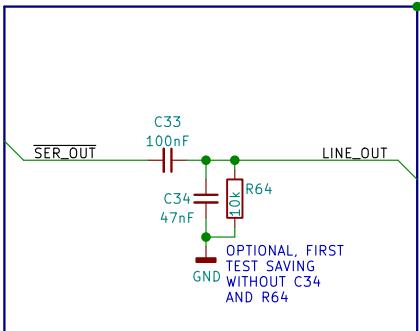 C33
100nF
SER_OUT
LINE_OUT
C34
47nF
10k
R64
GND
OPTIONAL, FIRST
TEST SAVING
WITHOUT C34
AND R64